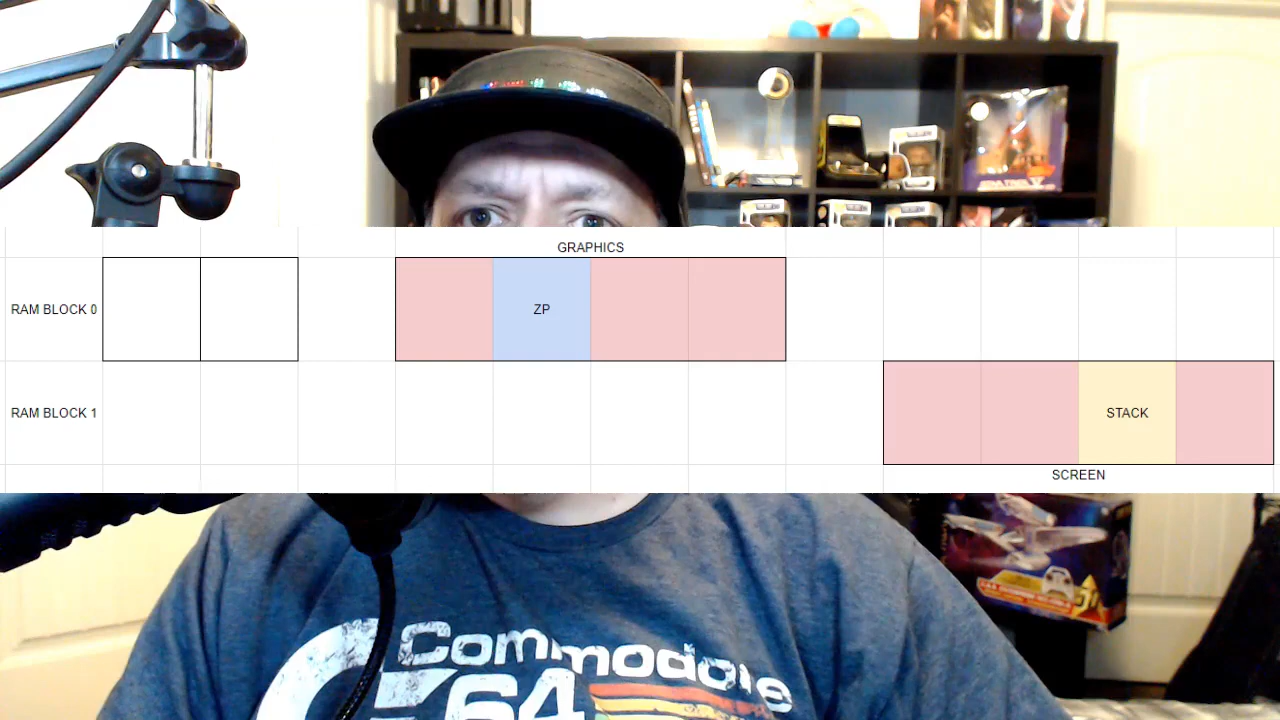 GRAPHICS
RAM BLOCK 0
ZP
RAM BLOCK 1
STACK
SCREEN
Commodore
64